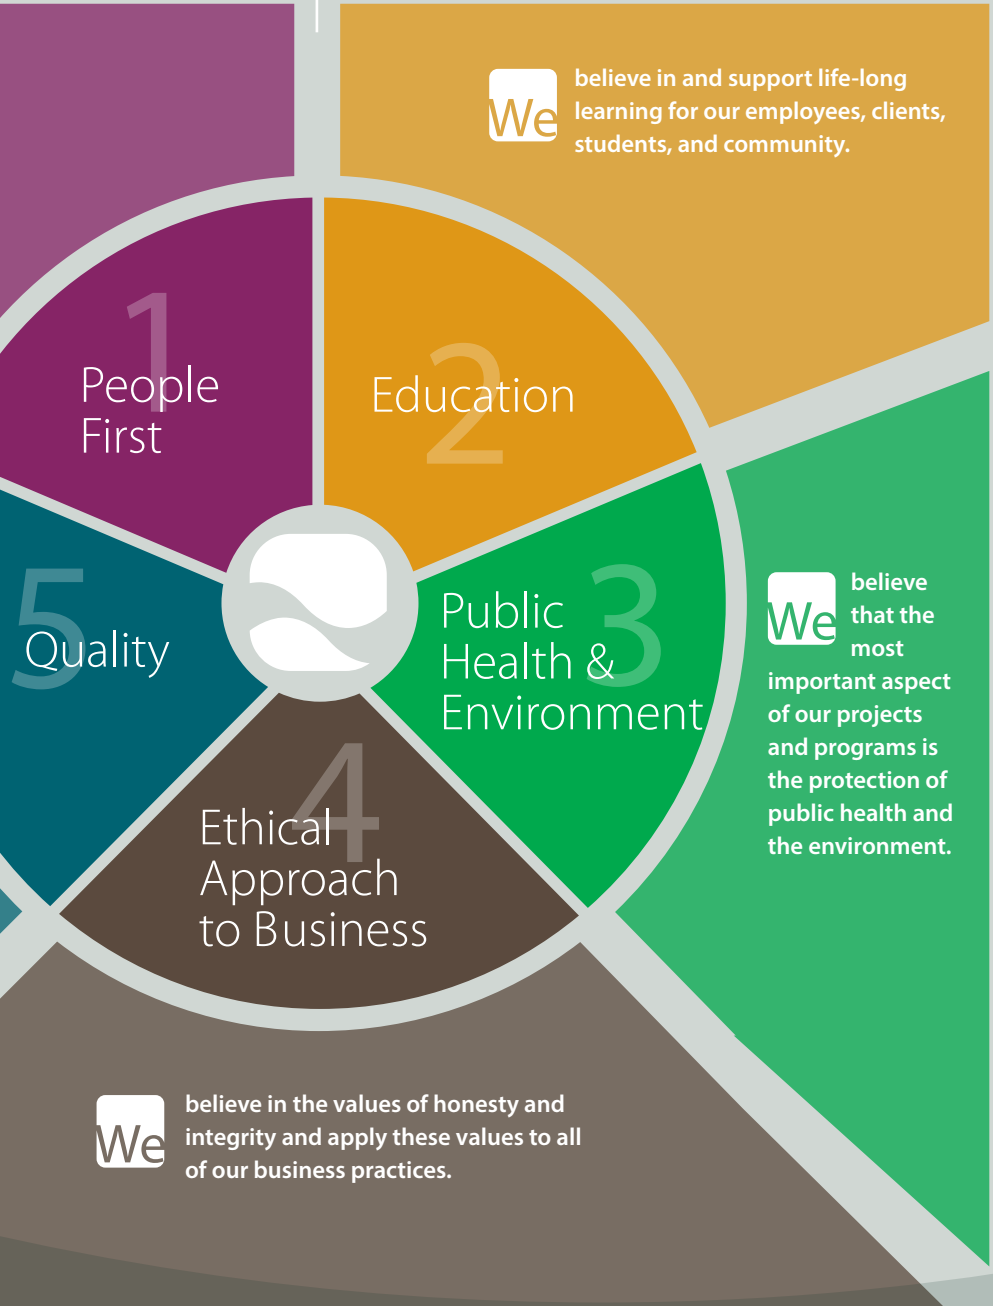 We believe in and support life-long
learning for our employees, clients,
students, and community.
1
People
First
2
Education
3
Public
Health &
Environment
We believe
that the
most
important aspect
of our projects
and programs is
the protection of
public health and
the environment.
4
Ethical
Approach
to Business
5
Quality
We believe in the values of honesty and
integrity and apply these values to all
of our business practices.